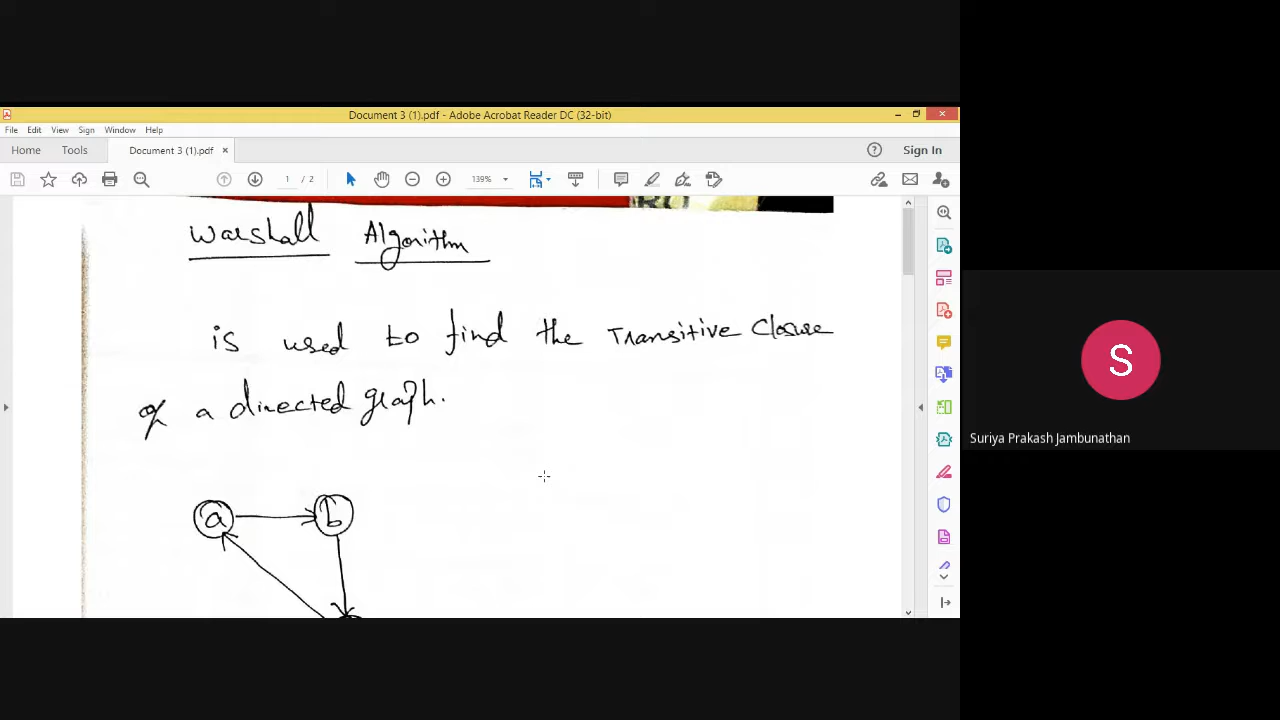 Document 3 (1).pdf - Adobe Acrobat Reader DC (32-bit)
File Edit View Sign Window Help
Home Tools Document 3 (1).pdf × Sign In
1 / 2 139%
Warshall Algorithm
is used to find the Transitive Closure
of a directed graph.
a b
S
Suriya Prakash Jambunathan